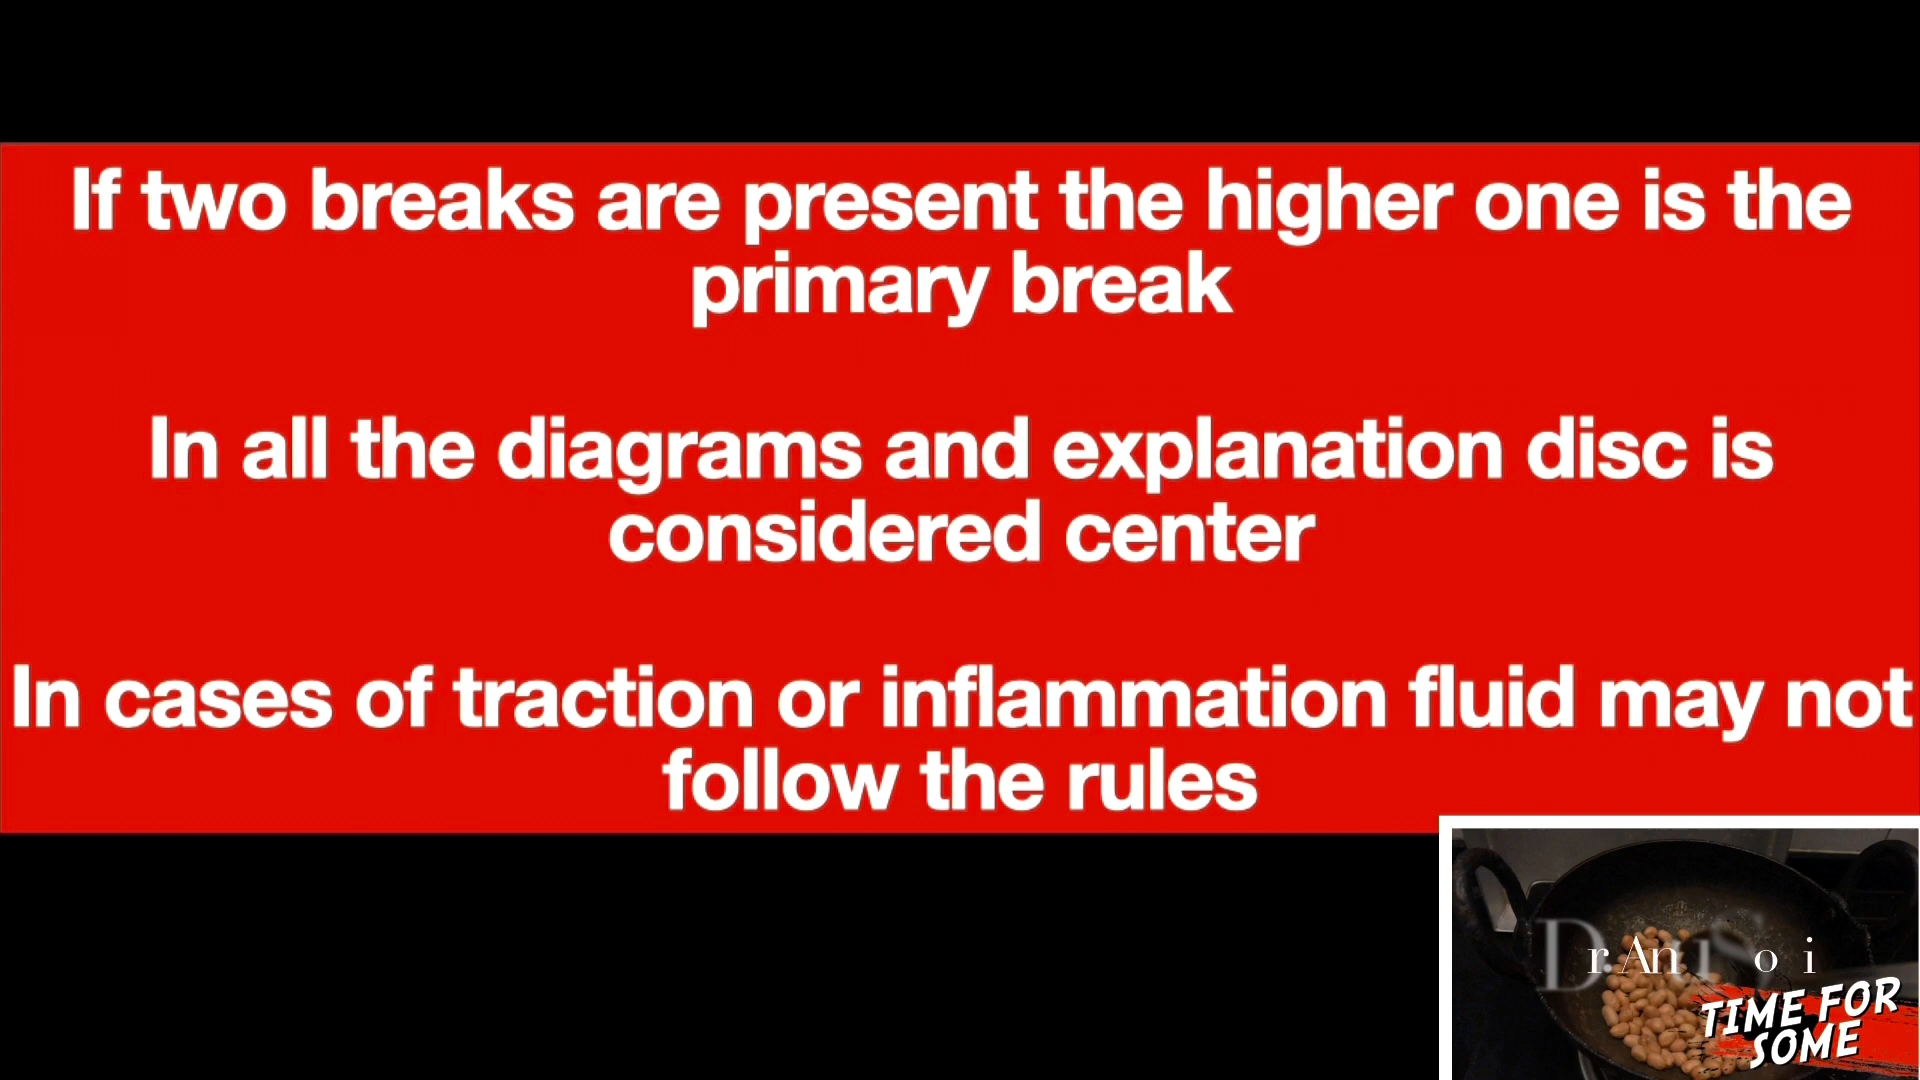 If two breaks are present the higher one is the
primary break
In all the diagrams and explanation disc is
considered center
In cases of traction or inflammation fluid may not
follow the rules
TIME FOR
SOME